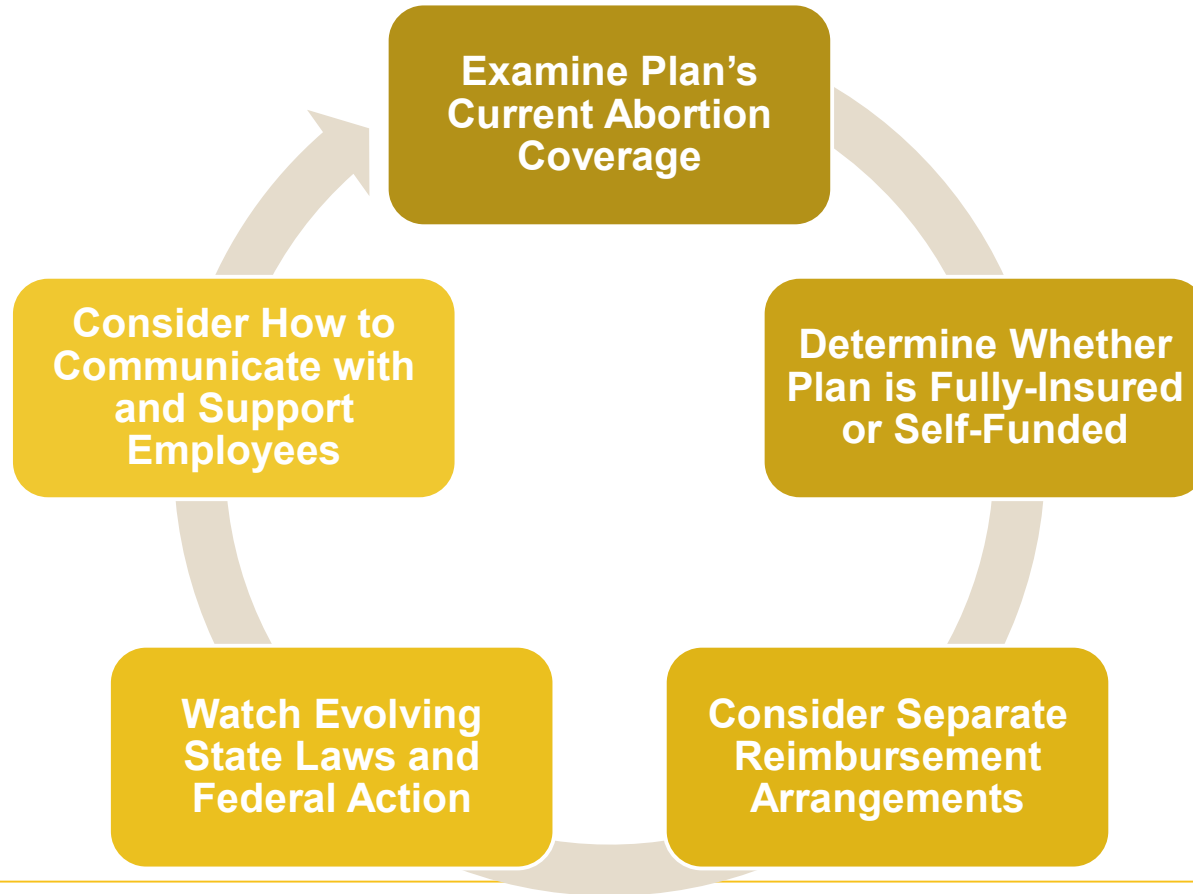 Examine Plan’s
Current Abortion
Coverage
Determine Whether
Plan is Fully-Insured
or Self-Funded
Consider Separate
Reimbursement
Arrangements
Watch Evolving
State Laws and
Federal Action
Consider How to
Communicate with
and Support
Employees